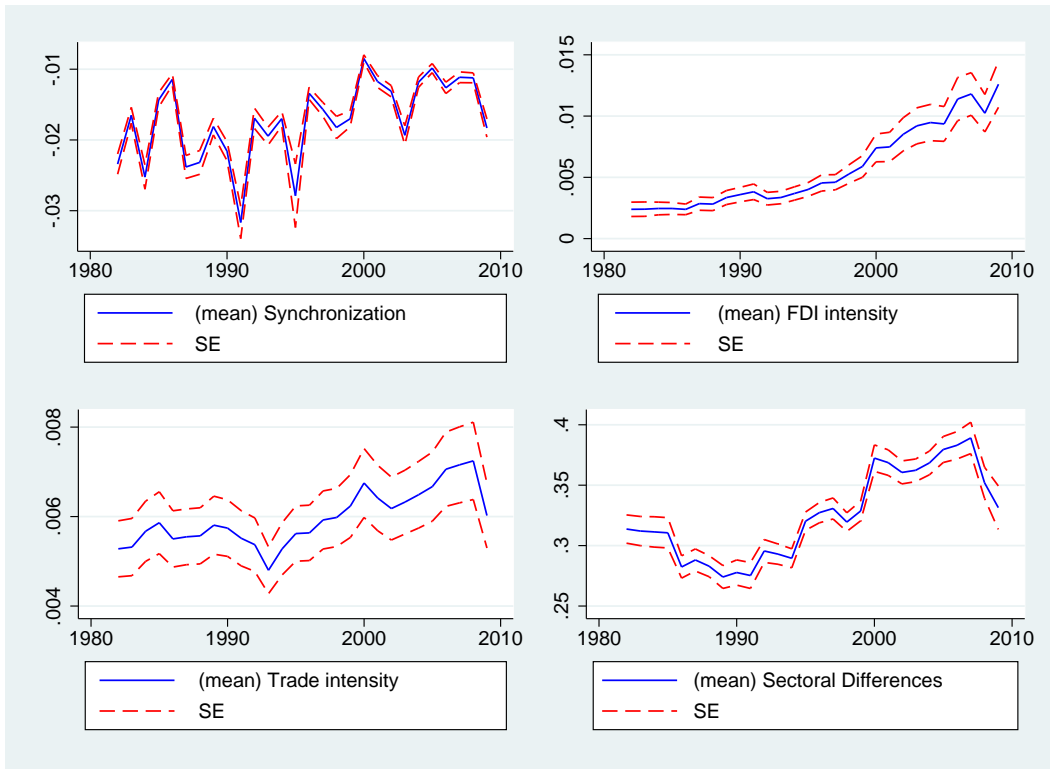 -.03 -.02 -.01
1980 1990 2000 2010
(mean) Synchronization
SE
0 .005 .01 .015
1980 1990 2000 2010
(mean) FDI intensity
SE
.004 .006 .008
1980 1990 2000 2010
(mean) Trade intensity
SE
.25 .3 .35 .4
1980 1990 2000 2010
(mean) Sectoral Differences
SE